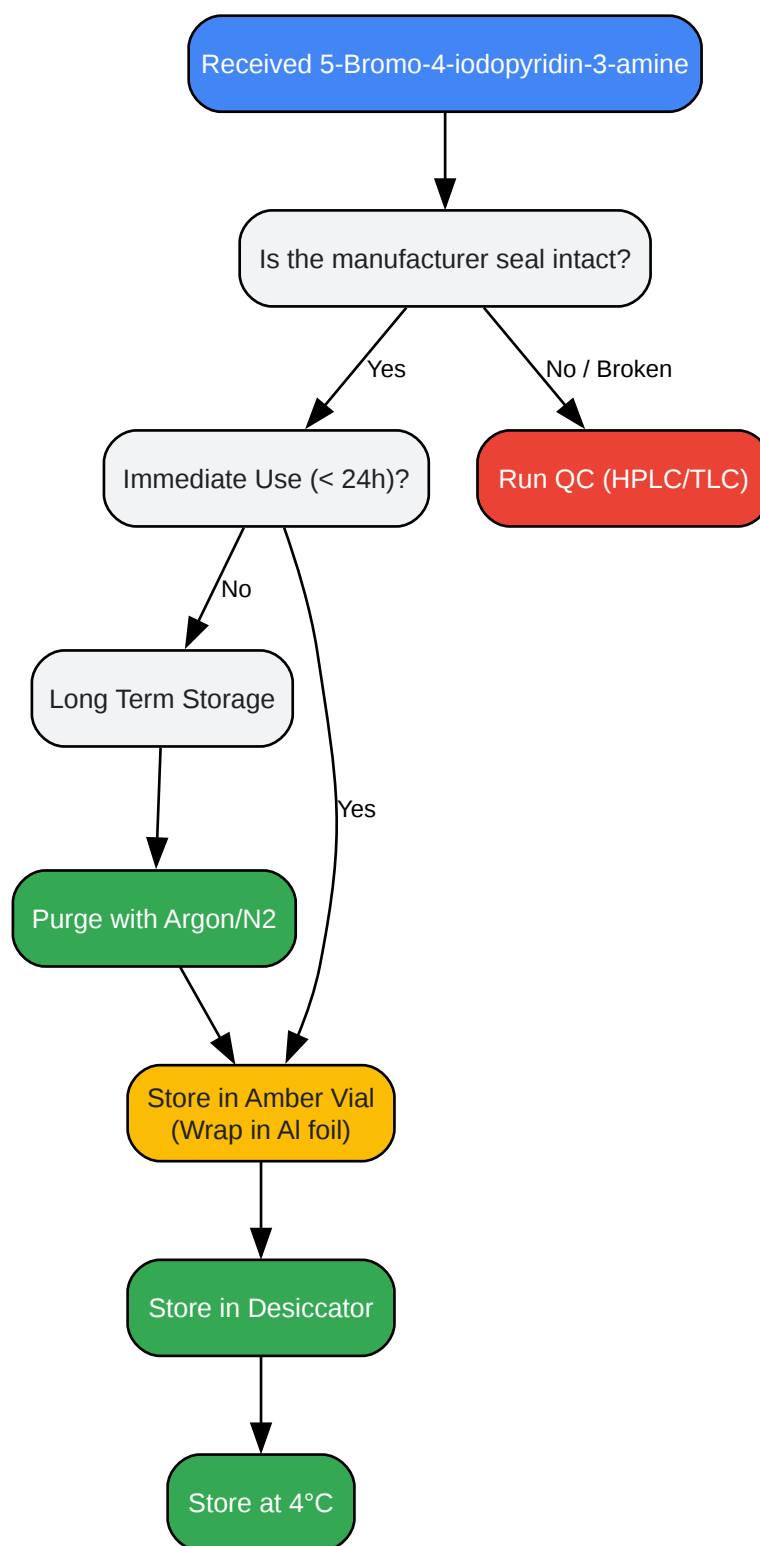 Received 5-Bromo-4-iodopyridin-3-amine
Is the manufacturer seal intact?
Yes
No / Broken
Immediate Use (< 24h)?
Run QC (HPLC/TLC)
No
Long Term Storage
Yes
Purge with Argon/N2
Store in Amber Vial
(Wrap in Al foil)
Store in Desiccator
Store at 4°C